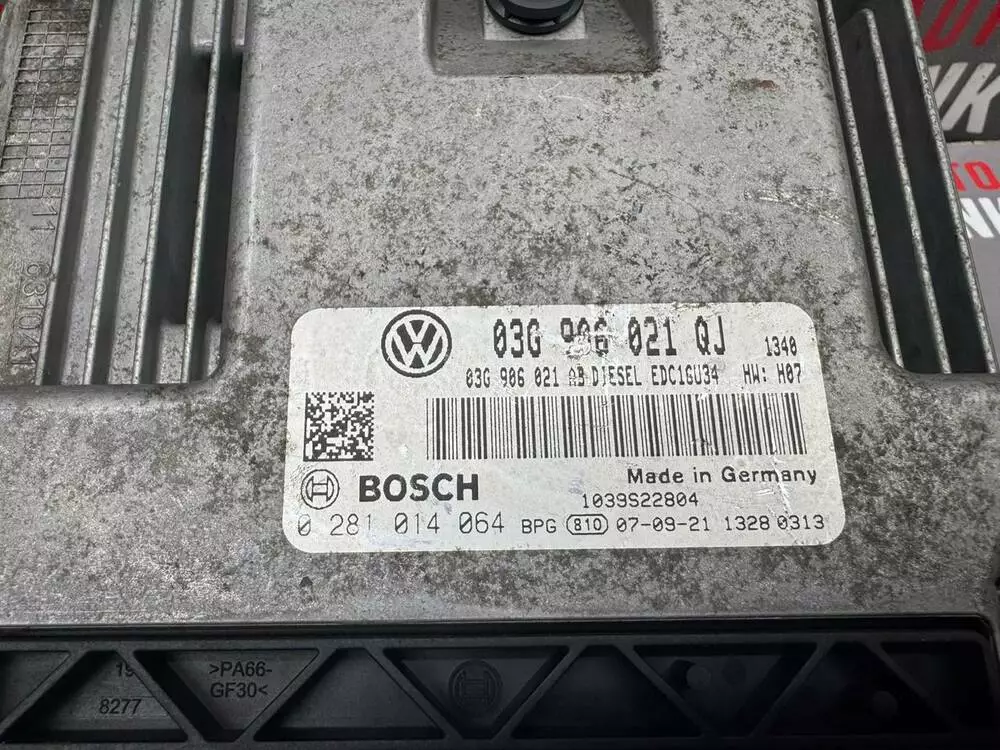 03G 906 021 QJ 1340
03G 906 021 AB DIESEL EDC16U34 HW: H07
BOSCH
Made in Germany
1039S22804
0 281 014 064 BPG 810 07-09-21 1328 0313
>PA66-
GF30<
19
8277